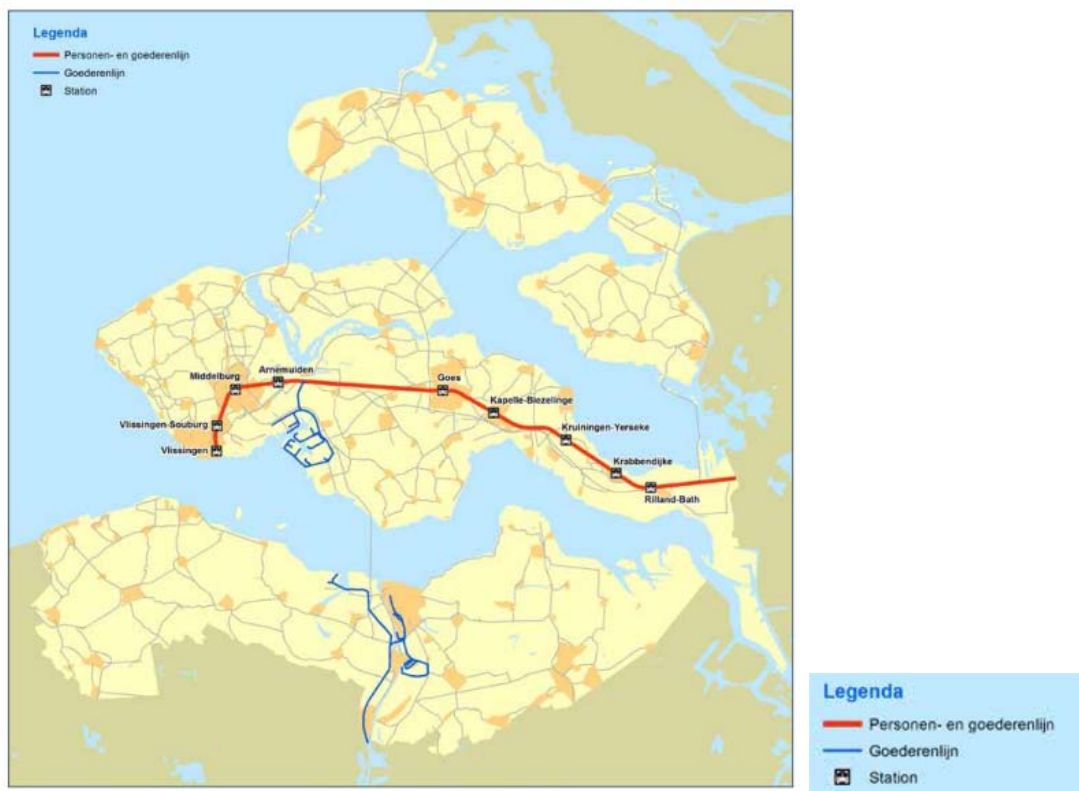 Legenda
Personen- en goederenlijn
Goederenlijn
Station
Middelburg
Arnemuiden
Goes
Kapelle-Biezelinge
Vlissingen-Souburg
Kruiningen-Yerseke
Vlissingen
Krabbendijke
Rilland-Bath
Legenda
Personen- en goederenlijn
Goederenlijn
Station